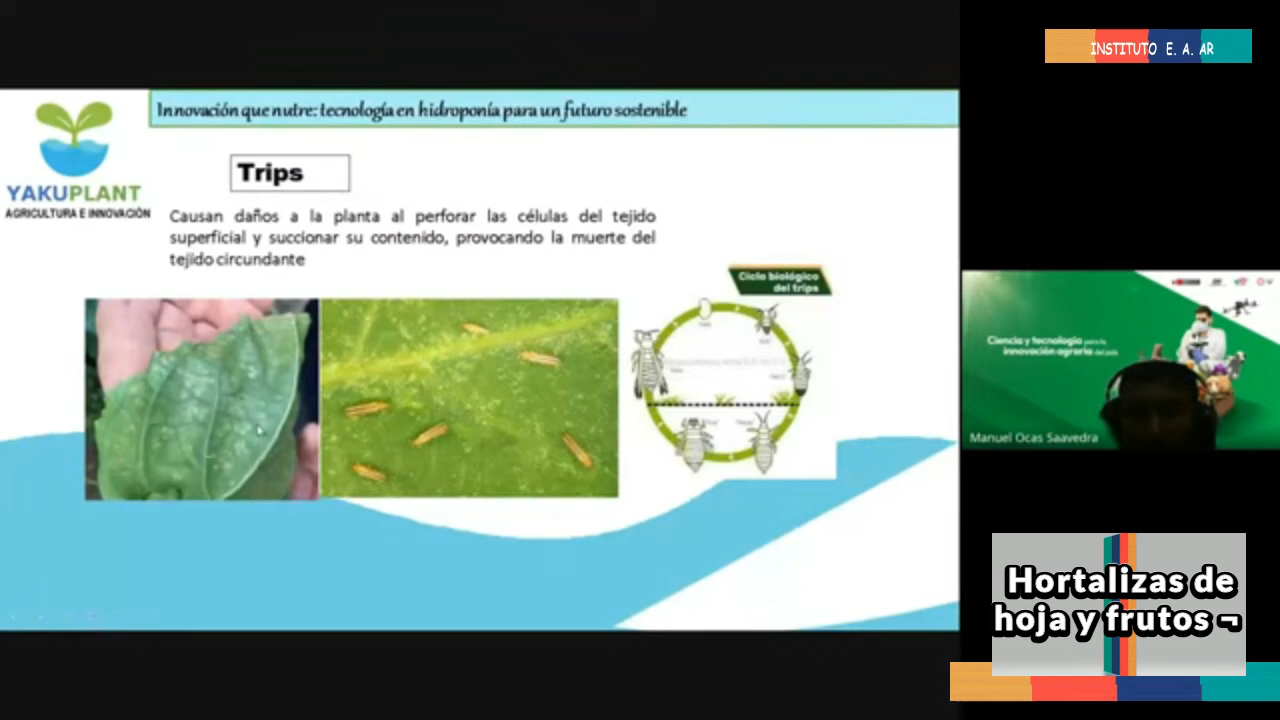 INSTITUTO E. A. AR
Innovación que nutre: tecnología en hidroponía para un futuro sostenible
YAKUPLANT
AGRICULTURA E INNOVACIÓN
Trips
Causan daños a la planta al perforar las células del tejido
superficial y succionar su contenido, provocando la muerte del
tejido circundante
Ciclo biológico
del trips
Ciencia y tecnología para la
innovación agraria del país
Manuel Ocas Saavedra
Hortalizas de
hoja y frutos ¬